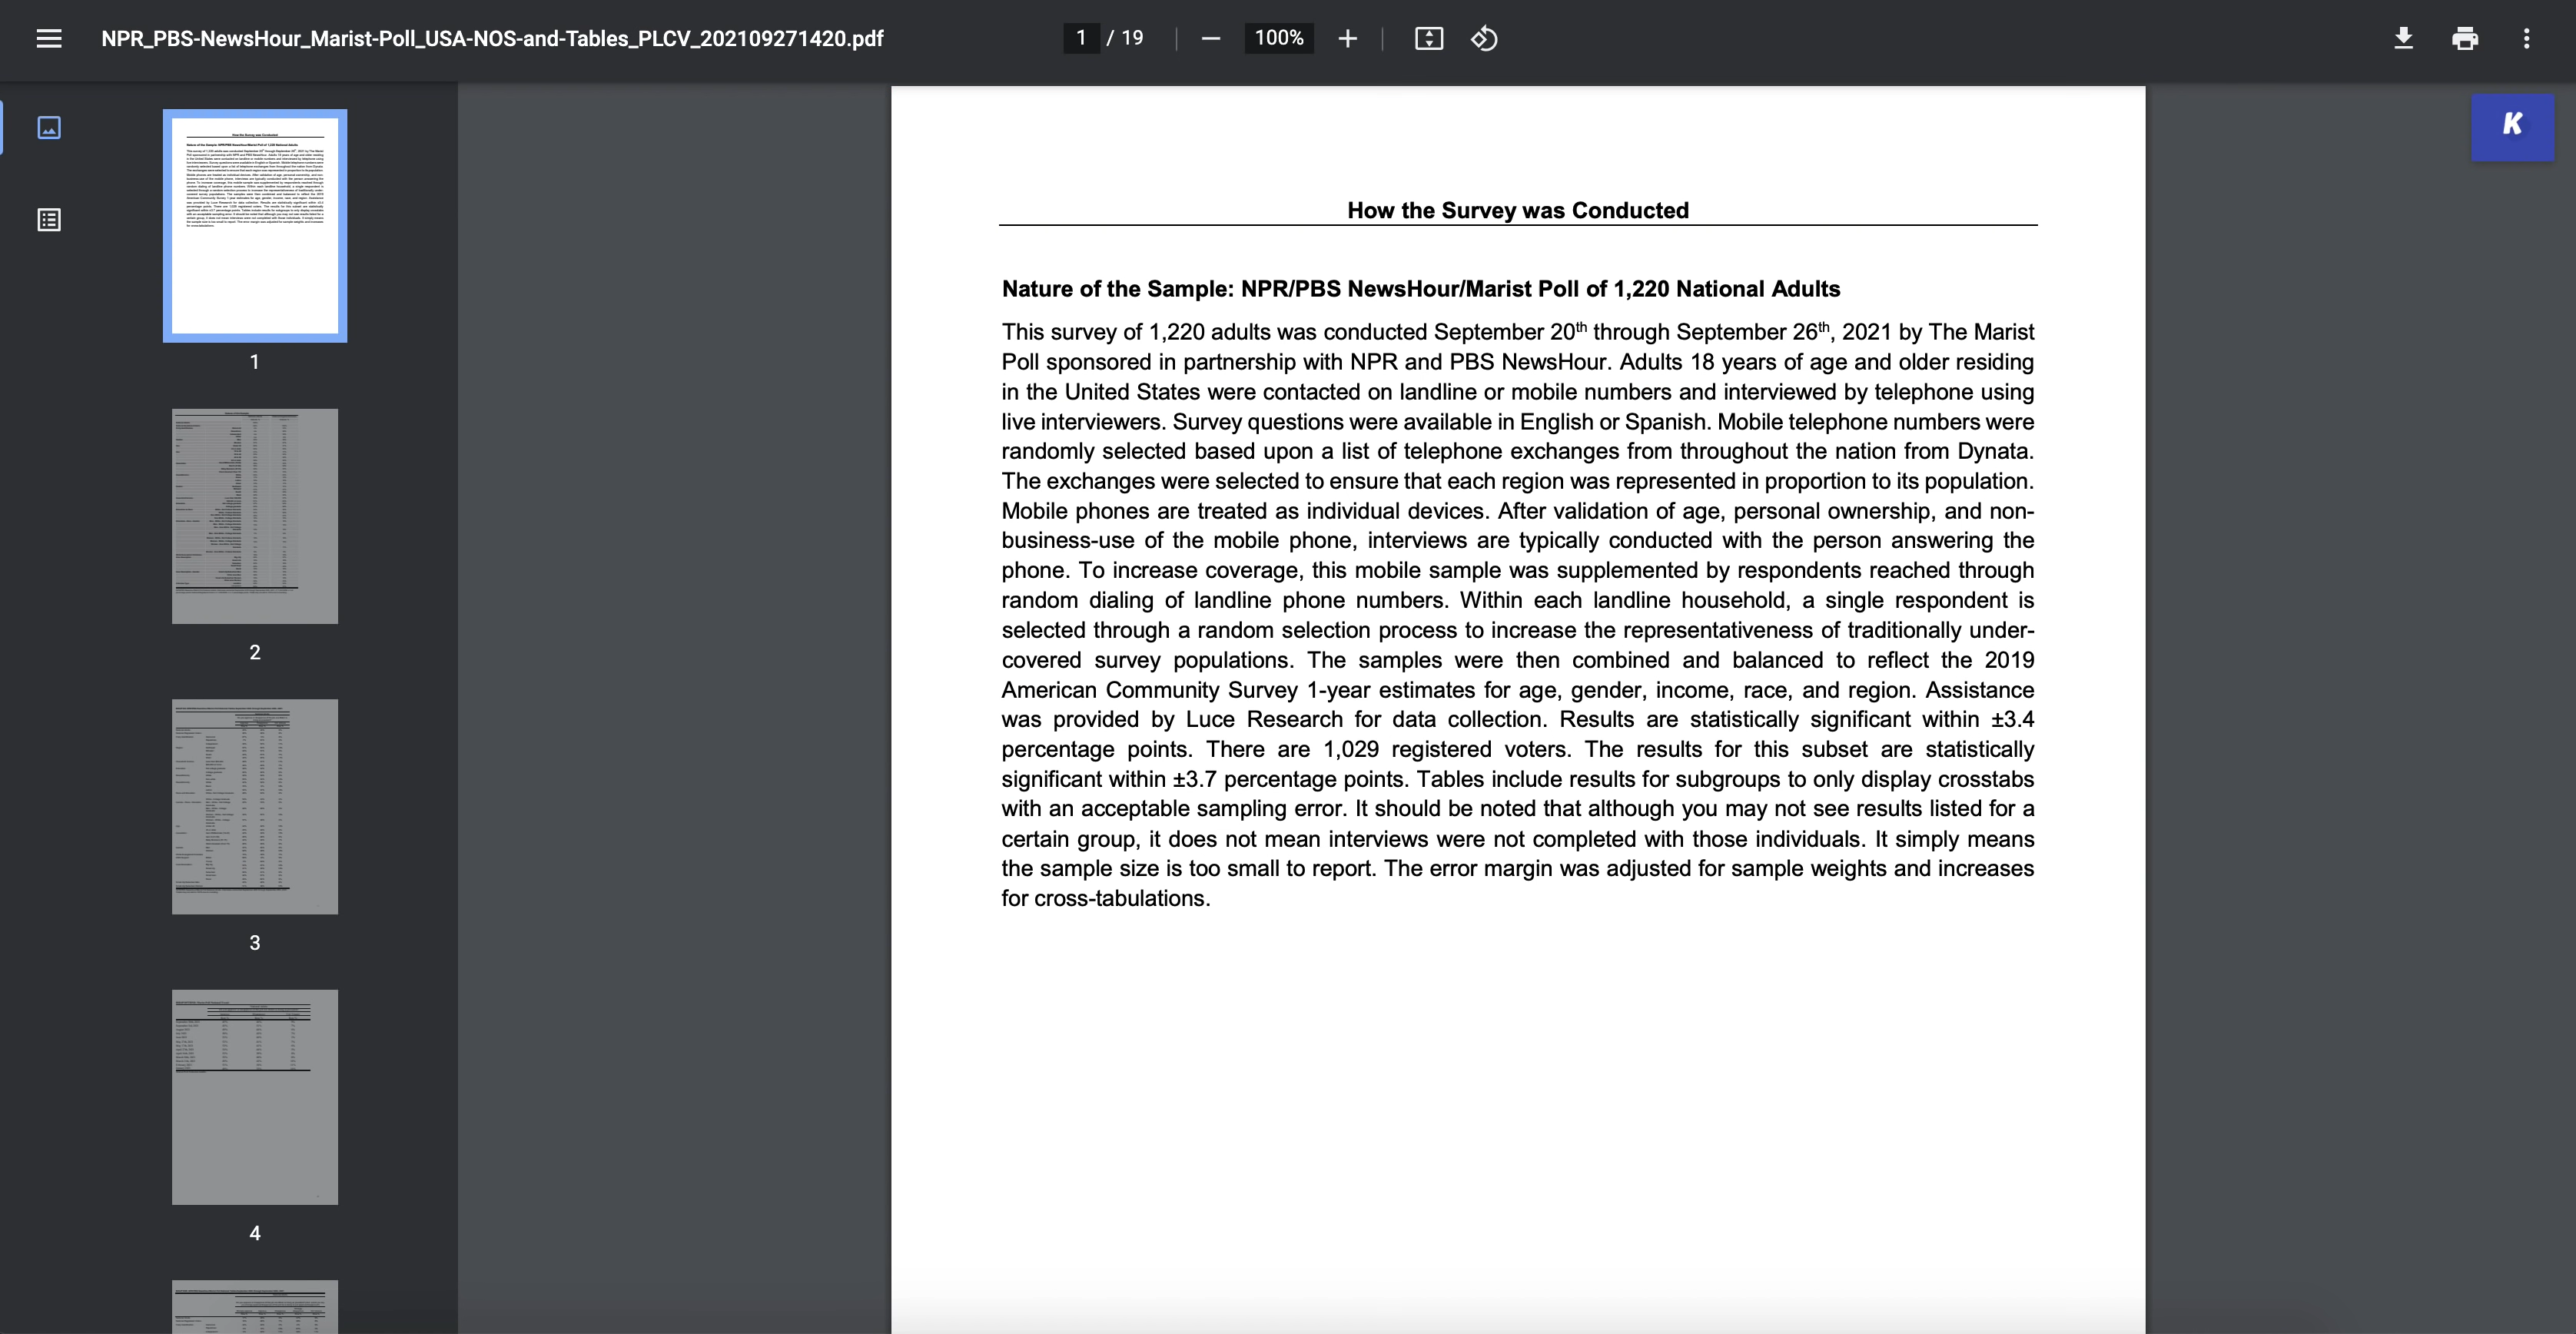 NPR_PBS-NewsHour_Marist-Poll_USA-NOS-and-Tables_PLCV_202109271420.pdf
1 / 19
100%
K
1
2
3
4
How the Survey was Conducted
Nature of the Sample: NPR/PBS NewsHour/Marist Poll of 1,220 National Adults
This survey of 1,220 adults was conducted September 20th through September 26th, 2021 by The Marist
Poll sponsored in partnership with NPR and PBS NewsHour. Adults 18 years of age and older residing
in the United States were contacted on landline or mobile numbers and interviewed by telephone using
live interviewers. Survey questions were available in English or Spanish. Mobile telephone numbers were
randomly selected based upon a list of telephone exchanges from throughout the nation from Dynata.
The exchanges were selected to ensure that each region was represented in proportion to its population.
Mobile phones are treated as individual devices. After validation of age, personal ownership, and non-
business-use of the mobile phone, interviews are typically conducted with the person answering the
phone. To increase coverage, this mobile sample was supplemented by respondents reached through
random dialing of landline phone numbers. Within each landline household, a single respondent is
selected through a random selection process to increase the representativeness of traditionally under-
covered survey populations. The samples were then combined and balanced to reflect the 2019
American Community Survey 1-year estimates for age, gender, income, race, and region. Assistance
was provided by Luce Research for data collection. Results are statistically significant within ±3.4
percentage points. There are 1,029 registered voters. The results for this subset are statistically
significant within ±3.7 percentage points. Tables include results for subgroups to only display crosstabs
with an acceptable sampling error. It should be noted that although you may not see results listed for a
certain group, it does not mean interviews were not completed with those individuals. It simply means
the sample size is too small to report. The error margin was adjusted for sample weights and increases
for cross-tabulations.